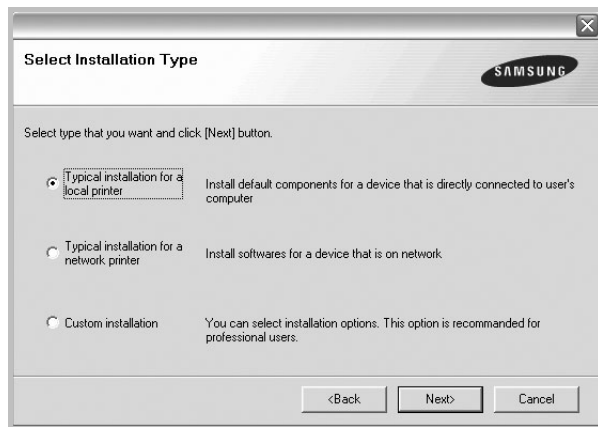 Select Installation Type
SAMSUNG
Select type that you want and click [Next] button.
Typical installation for a
local printer
Install default components for a device that is directly connected to user's
computer
Typical installation for a
network printer
Install softwares for a device that is on network
Custom installation
You can select installation options. This option is recommanded for
professional users.
<Back
Next>
Cancel